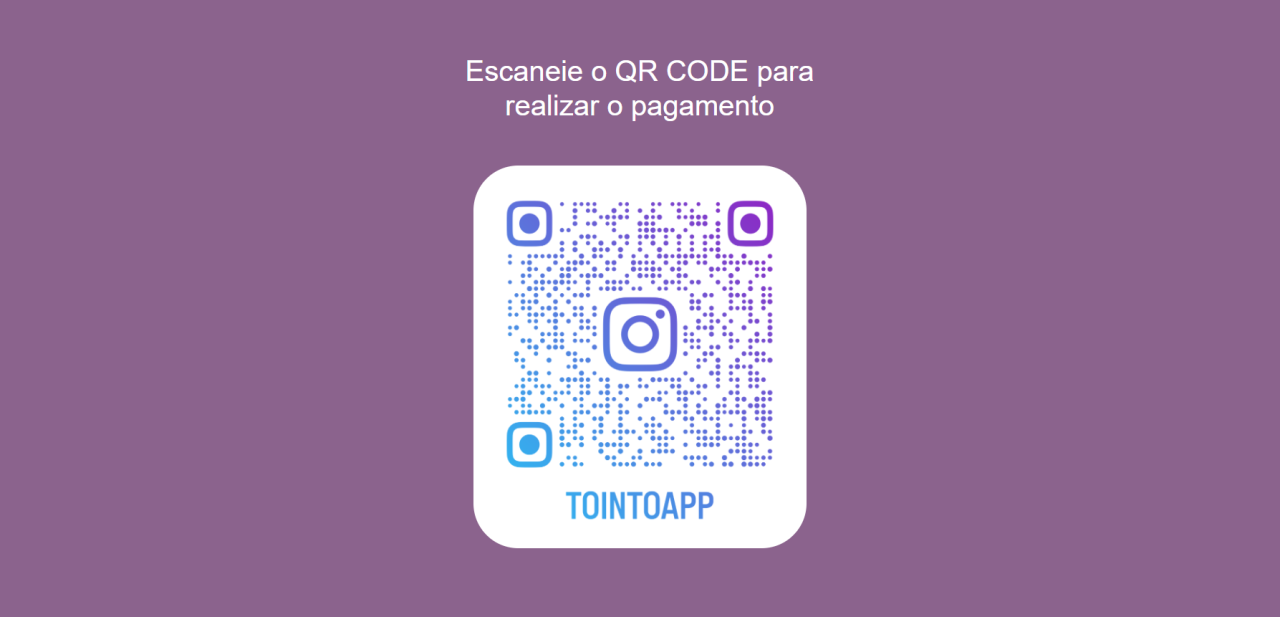 Escaneie o QR CODE para
realizar o pagamento
TOINTOAPP